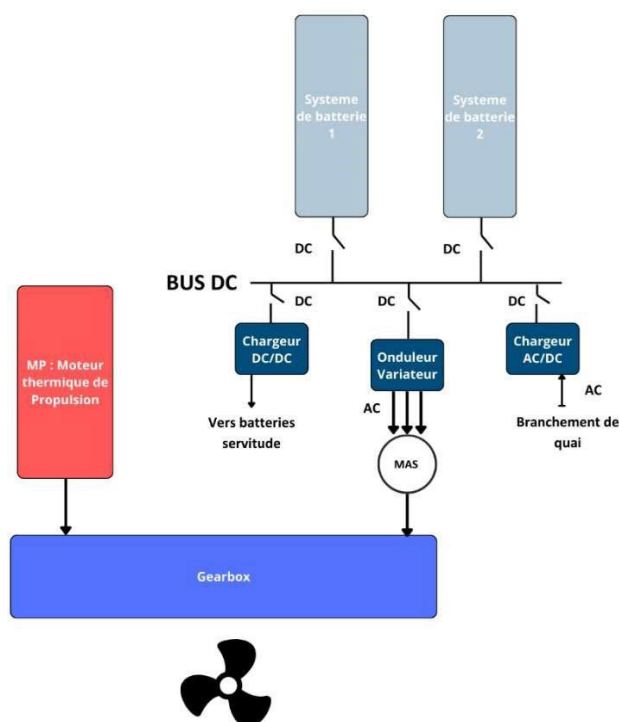 Systeme
de batterie
1
Systeme
de batterie
2
DC
DC
BUS DC
DC
DC
DC
MP : Moteur
thermique de
Propulsion
Chargeur
DC/DC
Onduleur
Variateur
Chargeur
AC/DC
AC
AC
Vers batteries
servitude
Branchement de
quai
MAS
Gearbox